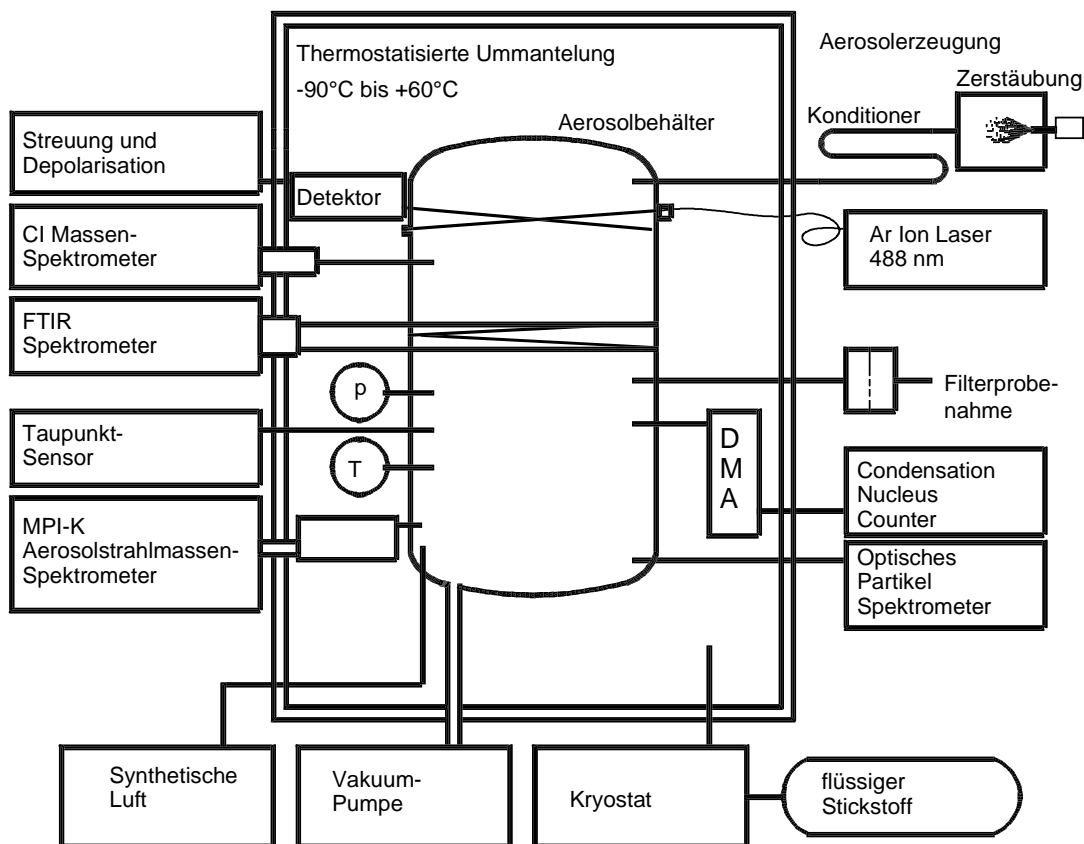 Thermostatisierte Ummantelung
-90°C bis +60°C
Aerosolerzeugung
Zerstäubung
Konditioner
Aerosolbehälter
Streuung und
Depolarisation
Detektor
CI Massen-
Spektrometer
Ar Ion Laser
488 nm
FTIR
Spektrometer
p
Filterprobe-
nahme
Taupunkt-
Sensor
T
D
M
A
Condensation
Nucleus
Counter
MPI-K
Aerosolstrahlmassen-
Spektrometer
Optisches
Partikel
Spektrometer
Synthetische
Luft
Vakuum-
Pumpe
Kryostat
flüssiger
Stickstoff